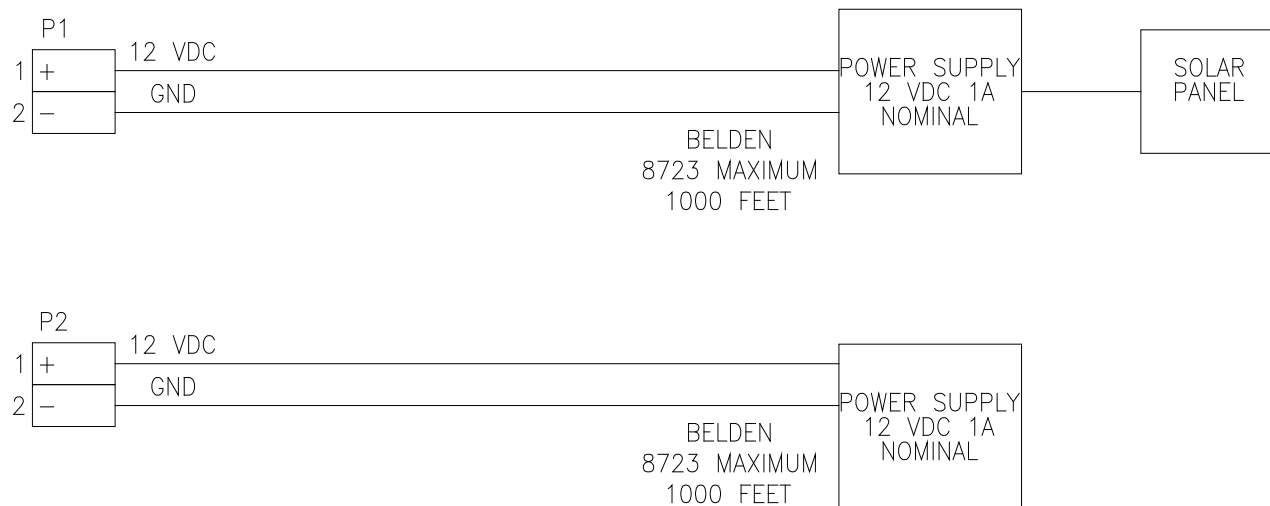 P1
1 + 12 VDC
2 − GND
BELDEN
8723 MAXIMUM
1000 FEET
POWER SUPPLY
12 VDC 1A
NOMINAL
SOLAR
PANEL
P2
1 + 12 VDC
2 − GND
BELDEN
8723 MAXIMUM
1000 FEET
POWER SUPPLY
12 VDC 1A
NOMINAL